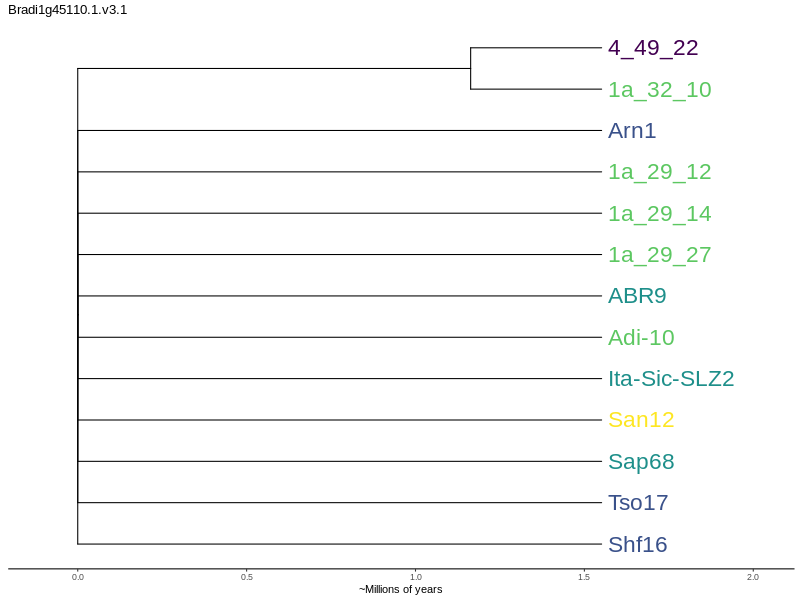 Bradi1g45110.1.v3.1
4_49_22
1a_32_10
Arn1
1a_29_12
1a_29_14
1a_29_27
ABR9
Adi-10
Ita-Sic-SLZ2
San12
Sap68
Tso17
Shf16
0.0 0.5 1.0 1.5 2.0
~Millions of years